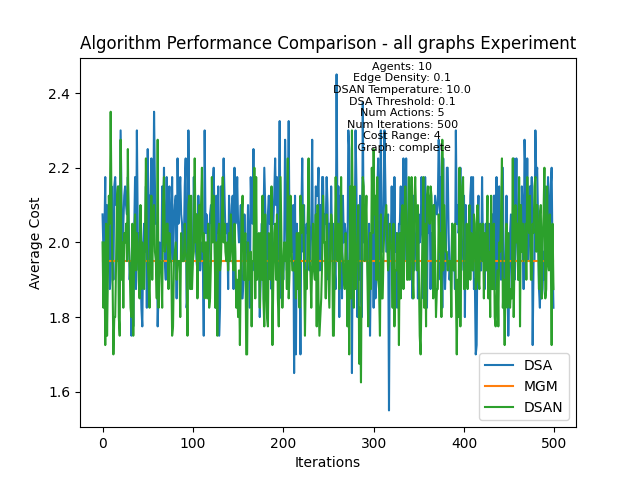 Algorithm Performance Comparison - all graphs Experiment
Agents: 10
Edge Density: 0.1
DSAN Temperature: 10.0
DSA Threshold: 0.1
Num Actions: 5
Num Iterations: 500
Cost Range: 4
Graph: complete
Average Cost
2.4
2.2
2.0
1.8
1.6
0
100
200
300
400
500
Iterations
DSA
MGM
DSAN